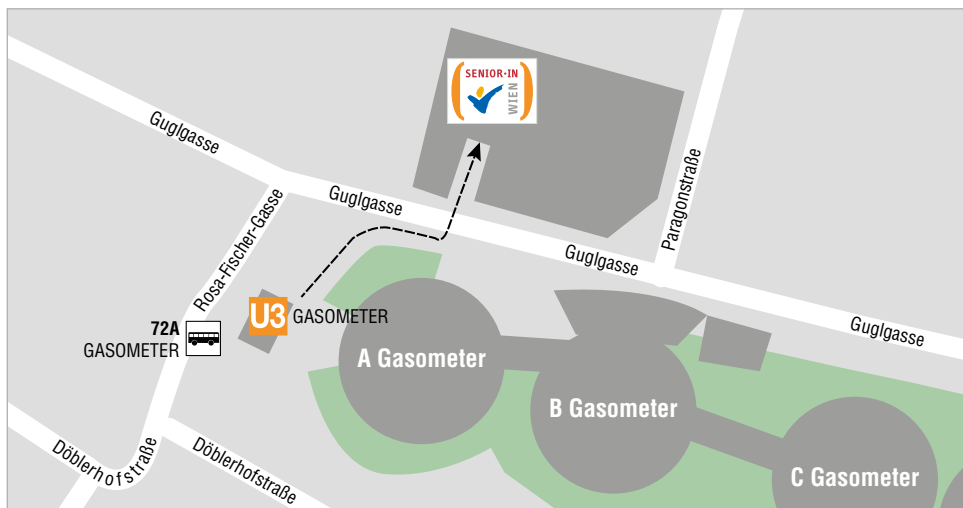 SENIOR·IN
WIEN
Guglgasse
Guglgasse
Paragonstraße
Rosa-Fischer-Gasse
Guglgasse
U3 GASOMETER
72A
GASOMETER
Guglgasse
A Gasometer
B Gasometer
Döblerhofstraße
Döblerhofstraße
C Gasometer